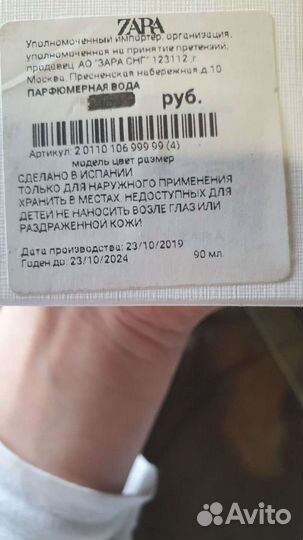 ZARA
Уполномоченный импортер, организация,
уполномоченная на принятие претензии,
продавец АО "ЗАРА СНГ" 123112, г.
Москва, Пресненская набережная д.10
ПАРФЮМЕРНАЯ ВОДА
руб.
Артикул: 2 0110 106 999 99 (4)
модель цвет размер
СДЕЛАНО В ИСПАНИИ
ТОЛЬКО ДЛЯ НАРУЖНОГО ПРИМЕНЕНИЯ
ХРАНИТЬ В МЕСТАХ, НЕДОСТУПНЫХ ДЛЯ
ДЕТЕЙ НЕ НАНОСИТЬ ВОЗЛЕ ГЛАЗ ИЛИ
РАЗДРАЖЕННОЙ КОЖИ
Дата производства: 23/10/2019
Годен до: 23/10/2024 90 мл.
Avito